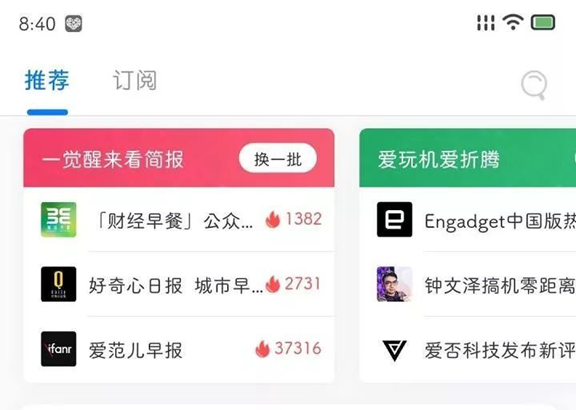 8:40
推荐 订阅
一觉醒来看简报 换一批
「财经早餐」公众... 1382
好奇心日报 城市早... 2731
ifanr 爱范儿早报 37316
爱玩机爱折腾
Engadget中国版热
钟文泽搞机零距离
爱否科技发布新评